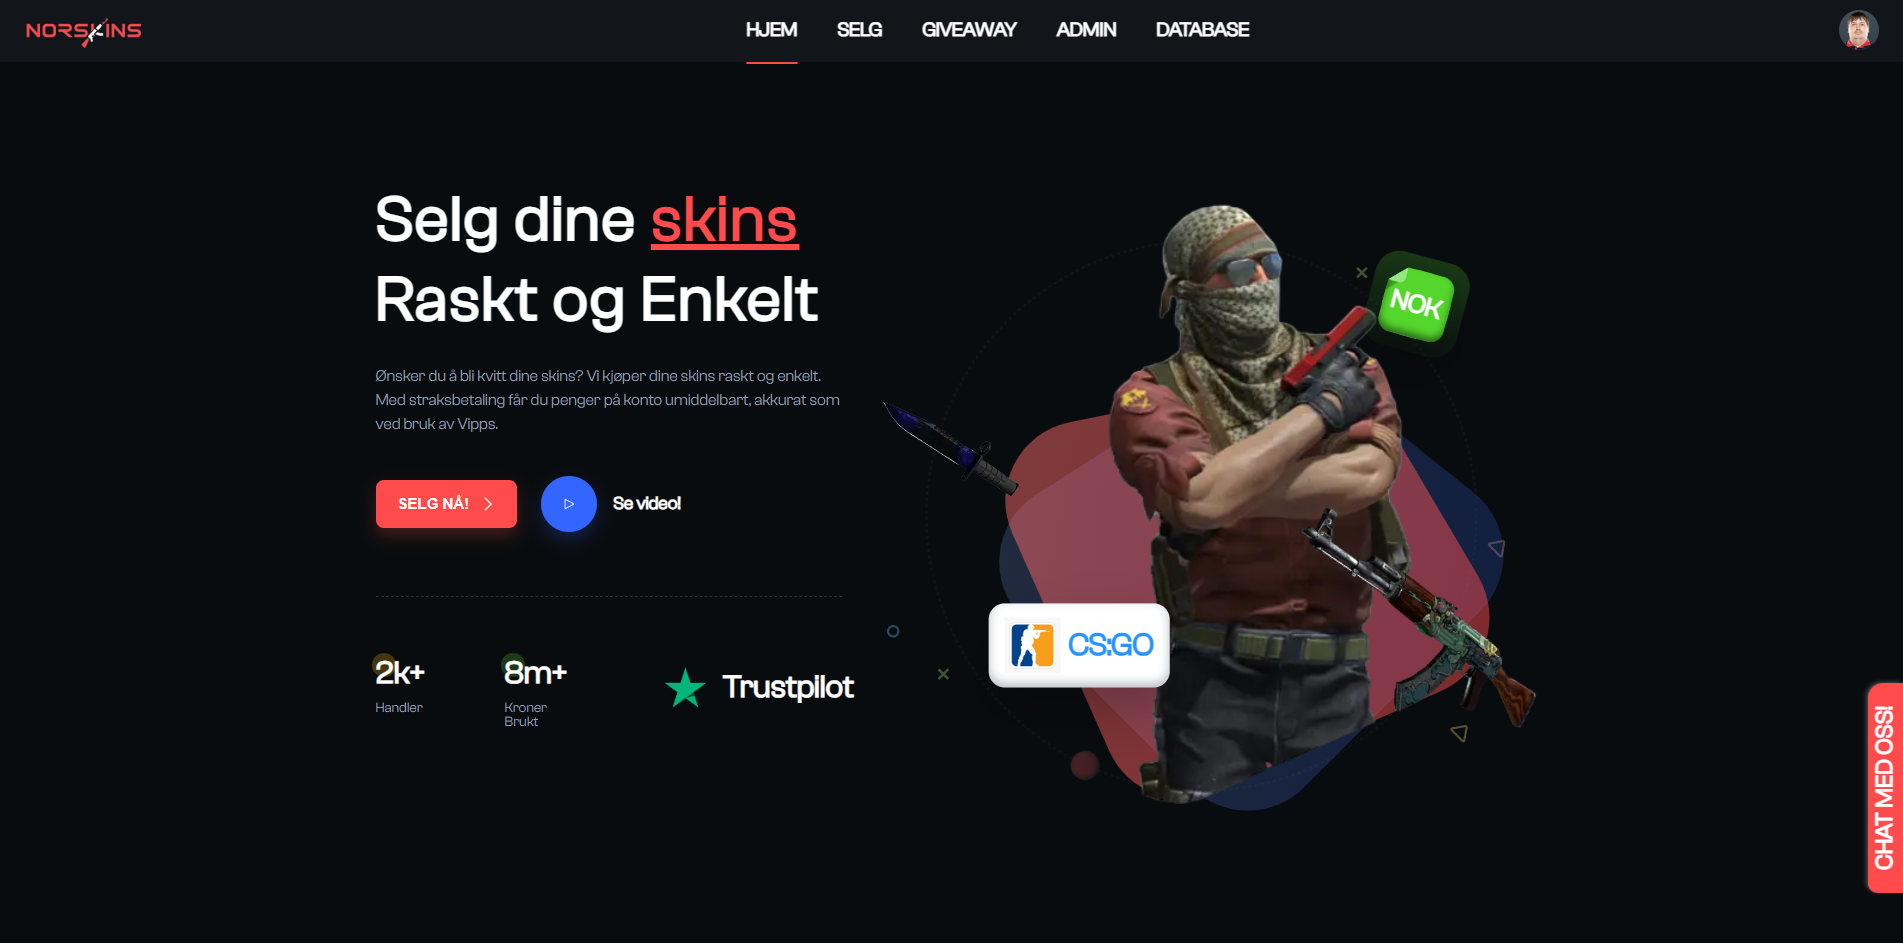 NORSKINS
HJEM
SELG
GIVEAWAY
ADMIN
DATABASE
Selg dine skins
Raskt og Enkelt
Ønsker du å bli kvitt dine skins? Vi kjøper dine skins raskt og enkelt.
Med straksbetaling får du penger på konto umiddelbart, akkurat som
ved bruk av Vipps.
SELG NÅ!
Se video!
2k+
Handler
8m+
Kroner
Brukt
Trustpilot
NOK
CS:GO
CHAT MED OSS!